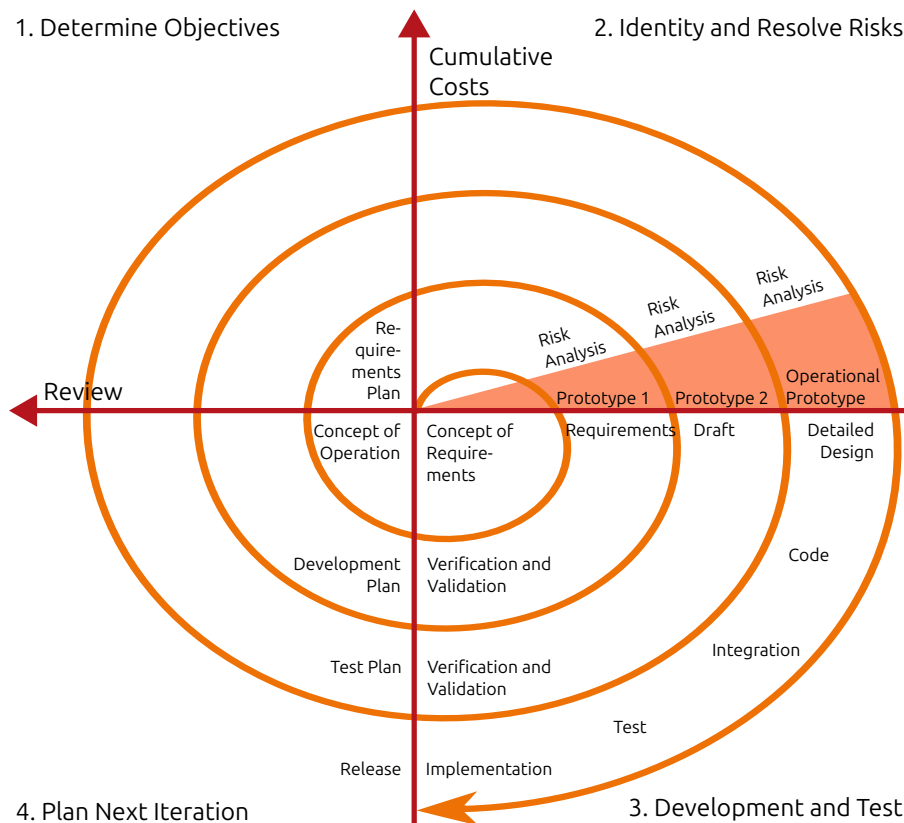 1. Determine Objectives
2. Identity and Resolve Risks
Cumulative
Costs
Risk
Analysis
Risk
Analysis
Risk
Analysis
Re-
quire-
ments
Plan
Review
Prototype 1
Prototype 2
Operational
Prototype
Concept of
Operation
Concept of
Require-
ments
Requirements
Draft
Detailed
Design
Code
Development
Plan
Verification and
Validation
Integration
Test Plan
Verification and
Validation
Test
Release
Implementation
4. Plan Next Iteration
3. Development and Test